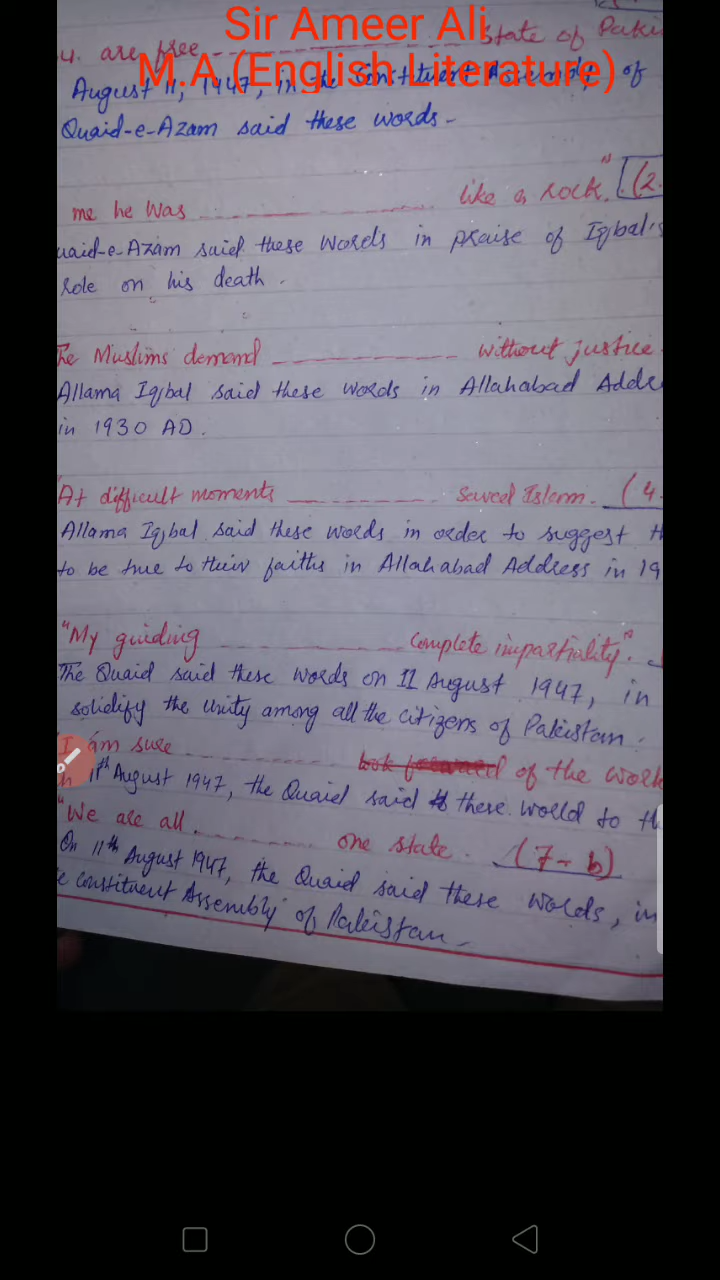 Sir Ameer Ali
M.A (English Literature)
are free ------------ State of Paki
August 11, 1947, in the Constituent Assembly of
Quaid-e-Azam said these words -
me he was ------------ like a rock." (2.
uaid-e-Azam said these words in praise of Iqbal's
role on his death.
The Muslims demand ------------ without justice
Allama Iqbal said these words in Allahabad Addre
in 1930 AD.
At difficult moments ------------ saved Islam. (4.
Allama Iqbal said these words in order to suggest th
to be true to their faiths in Allahabad Address in 19
"My guiding ------------ complete impartiality."
The Quaid said these words on 11 August 1947, in
solidify the unity among all the citizens of Pakistan.
I am sure ------------ of the worl
11th August 1947, the Quaid said these world to th
"We are all ------------ one state. (7-b)
On 11th August 1947, the Quaid said these words, in
e constituent Assembly of Pakistan -